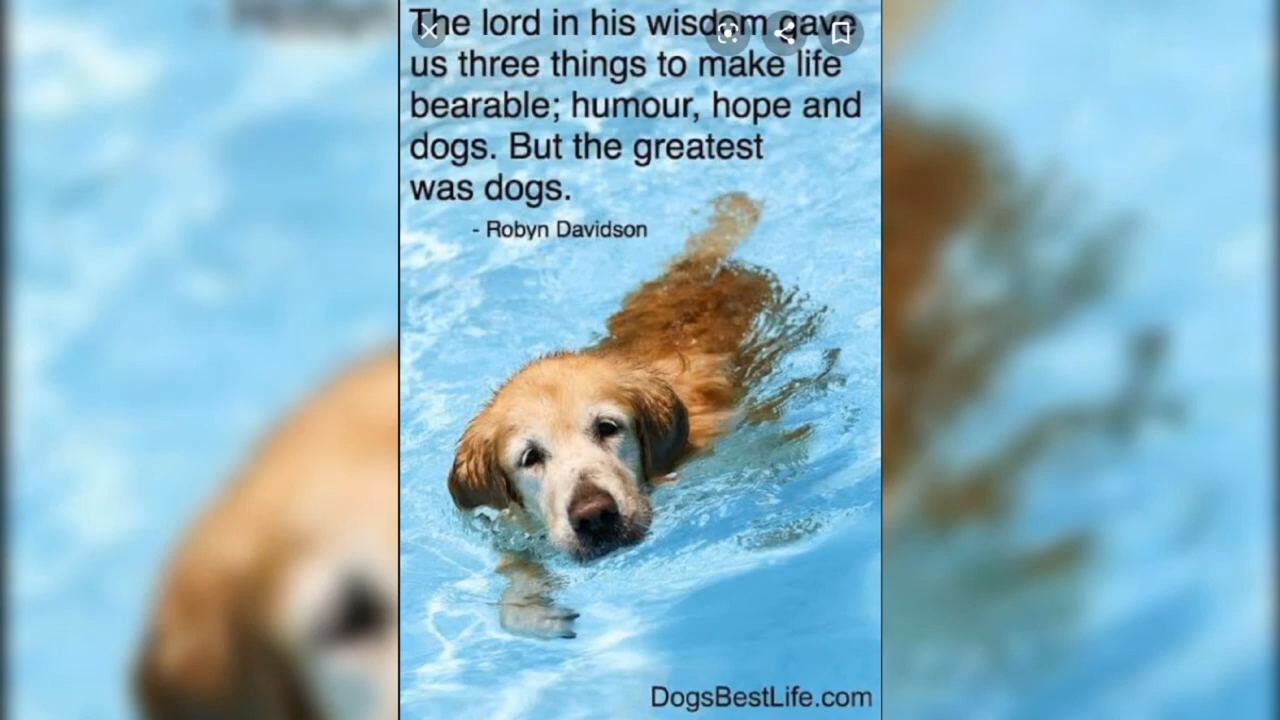 The lord in his wisdom gave
us three things to make life
bearable; humour, hope and
dogs. But the greatest
was dogs.
- Robyn Davidson
DogsBestLife.com